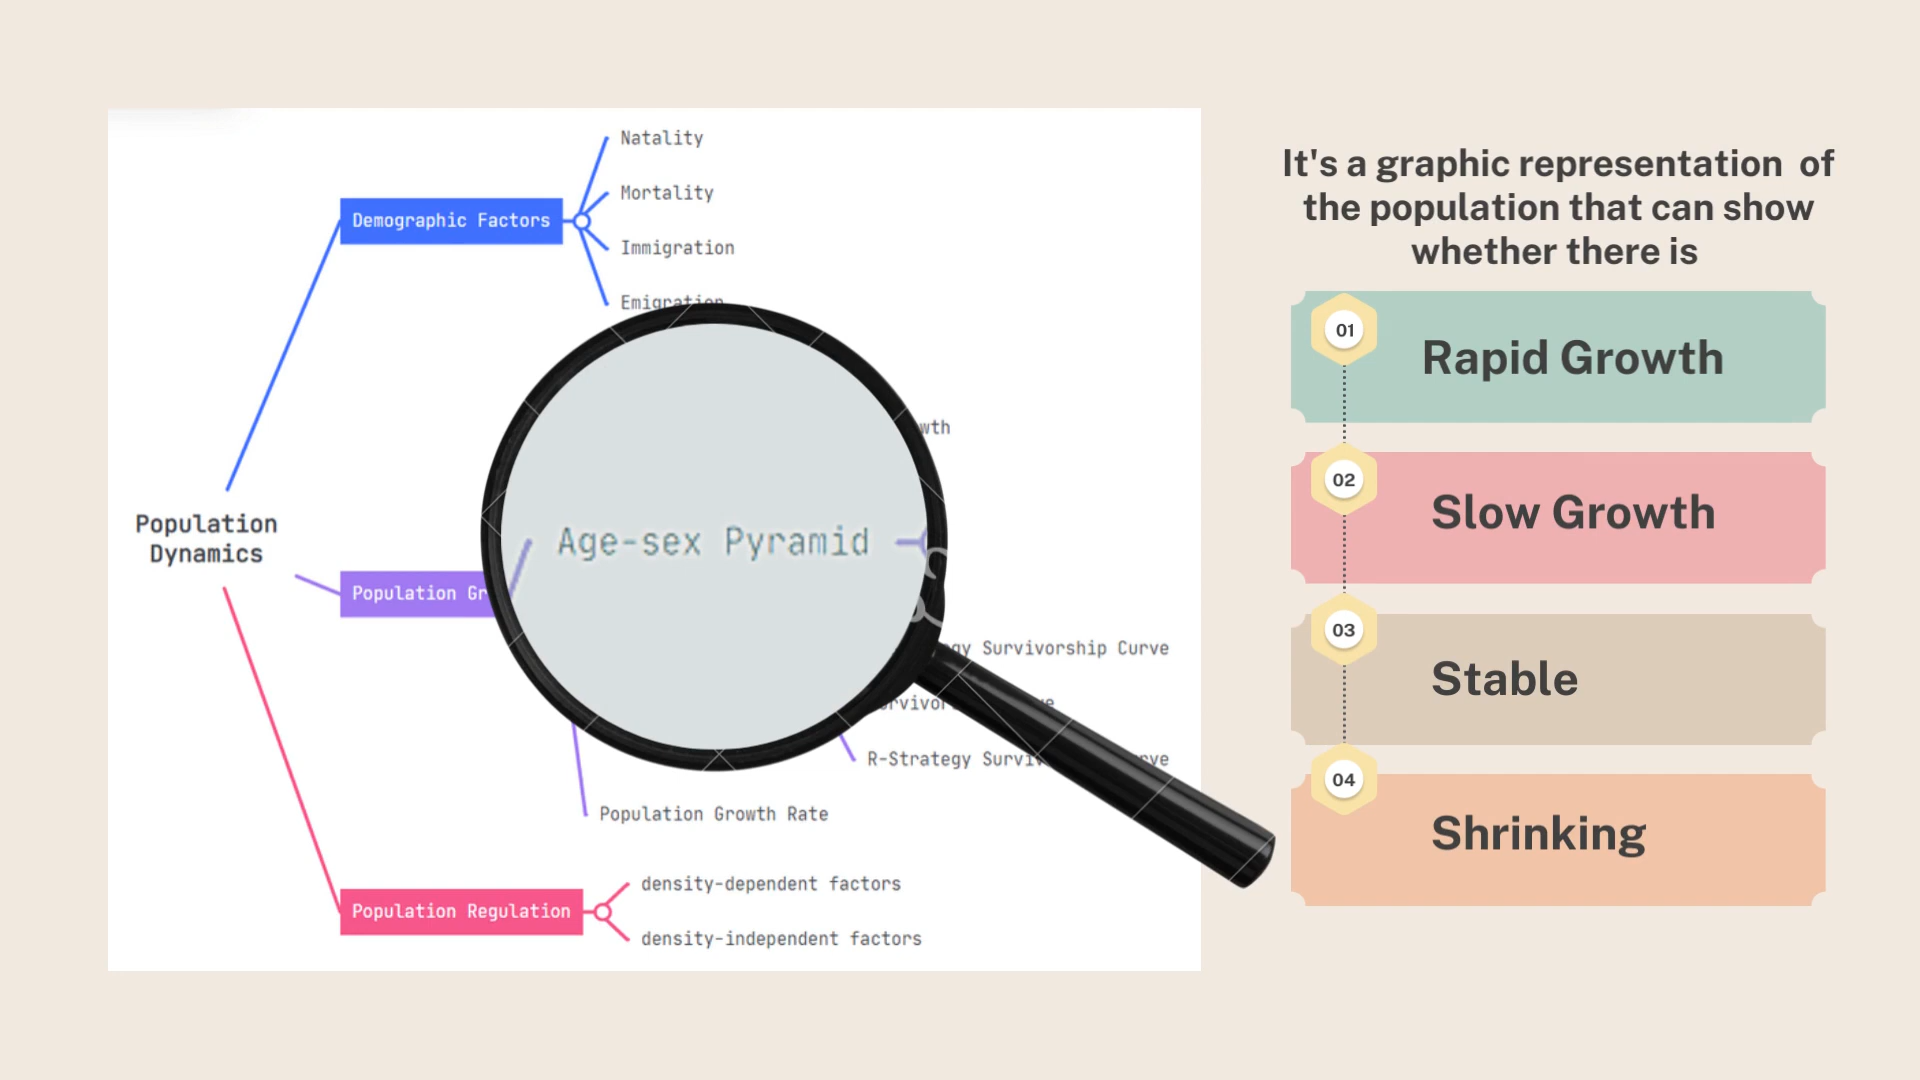 Natality
Mortality
Demographic Factors
Immigration
Emigration
Population
Dynamics
Age-sex Pyramid
Population
Survivorship Curve
R-Strategy
Population Growth Rate
density-dependent factors
Population Regulation
density-independent factors
It's a graphic representation of
the population that can show
whether there is
01
Rapid Growth
02
Slow Growth
03
Stable
04
Shrinking